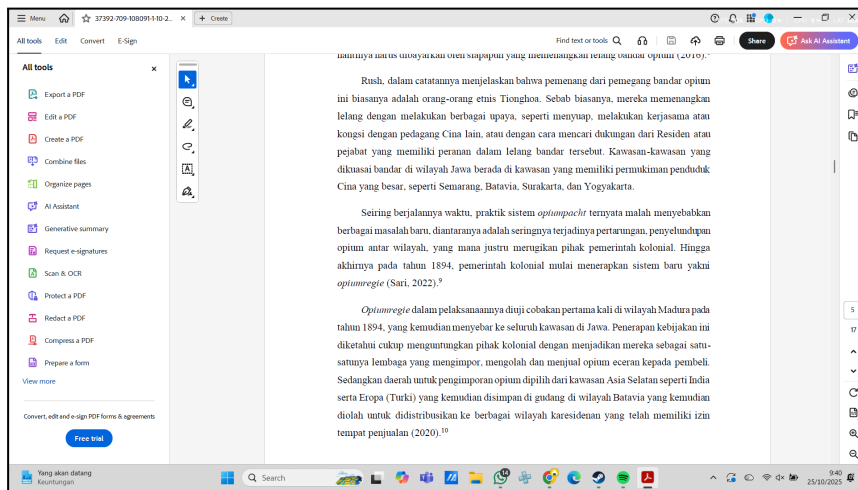 Menu
37392-709-108091-1-10-2...
+ Create
All tools
Edit
Convert
E-Sign
Find text or tools
Share
Ask AI Assistant
All tools
Export a PDF
Edit a PDF
Create a PDF
Combine files
Organize pages
AI Assistant
Generative summary
Request e-signatures
Scan & OCR
Protect a PDF
Redact a PDF
Compress a PDF
Prepare a form
View more
Convert, edit and e-sign PDF forms & agreements
Free trial
harus dibayarkan oleh siapapun yang memenangkan lelang bandar opium (2016).
Rush, dalam catatannya menjelaskan bahwa pemenang dari pemegang bandar opium
ini biasanya adalah orang-orang etnis Tionghoa. Sebab biasanya, mereka memenangkan
lelang dengan melakukan berbagai upaya, seperti menyuap, melakukan kerjasama atau
kongsi dengan pedagang Cina lain, atau dengan cara mencari dukungan dari Residen atau
pejabat yang memiliki peranan dalam lelang bandar tersebut. Kawasan-kawasan yang
dikuasai bandar di wilayah Jawa berada di kawasan yang memiliki permukiman penduduk
Cina yang besar, seperti Semarang, Batavia, Surakarta, dan Yogyakarta.
Seiring berjalannya waktu, praktik sistem opiumpacht ternyata malah menyebabkan
berbagai masalah baru, diantaranya adalah seringnya terjadinya pertarungan, penyelundupan
opium antar wilayah, yang mana justru merugikan pihak pemerintah kolonial. Hingga
akhirnya pada tahun 1894, pemerintah kolonial mulai menerapkan sistem baru yakni
opiumregie (Sari, 2022).9
Opiumregie dalam pelaksanaannya diuji cobakan pertama kali di wilayah Madura pada
tahun 1894, yang kemudian menyebar ke seluruh kawasan di Jawa. Penerapan kebijakan ini
diketahui cukup menguntungkan pihak kolonial dengan menjadikan mereka sebagai satu-
satunya lembaga yang mengimpor, mengolah dan menjual opium eceran kepada pembeli.
Sedangkan daerah untuk pengimporan opium dipilih dari kawasan Asia Selatan seperti India
serta Eropa (Turki) yang kemudian disimpan di gudang di wilayah Batavia yang kemudian
diolah untuk didistribusikan ke berbagai wilayah karesidenan yang telah memiliki izin
tempat penjualan (2020).10
5
17
Yang akan datang
Keuntungan
Search
9:40
25/10/2025